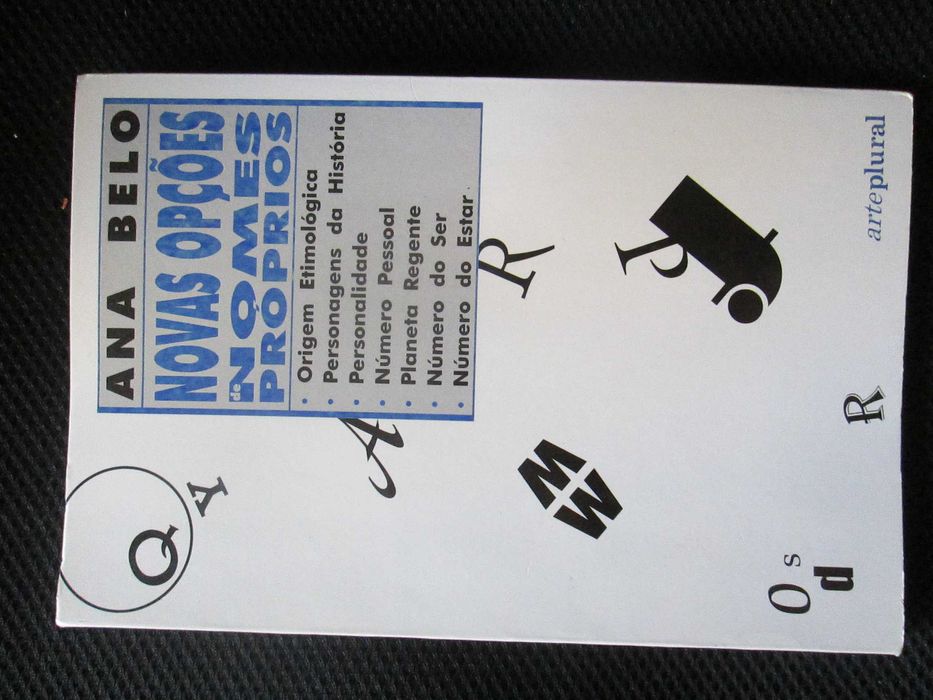 ANA BELO
NOVAS OPÇÕES
de NOMES
PRÓPRIOS
• Origem Etimológica
• Personagens da História
• Personalidade
• Número Pessoal
• Planeta Regente
• Número do Ser
• Número do Estar
Q
Y
A
R
M
W
R
O
s
d
arteplural